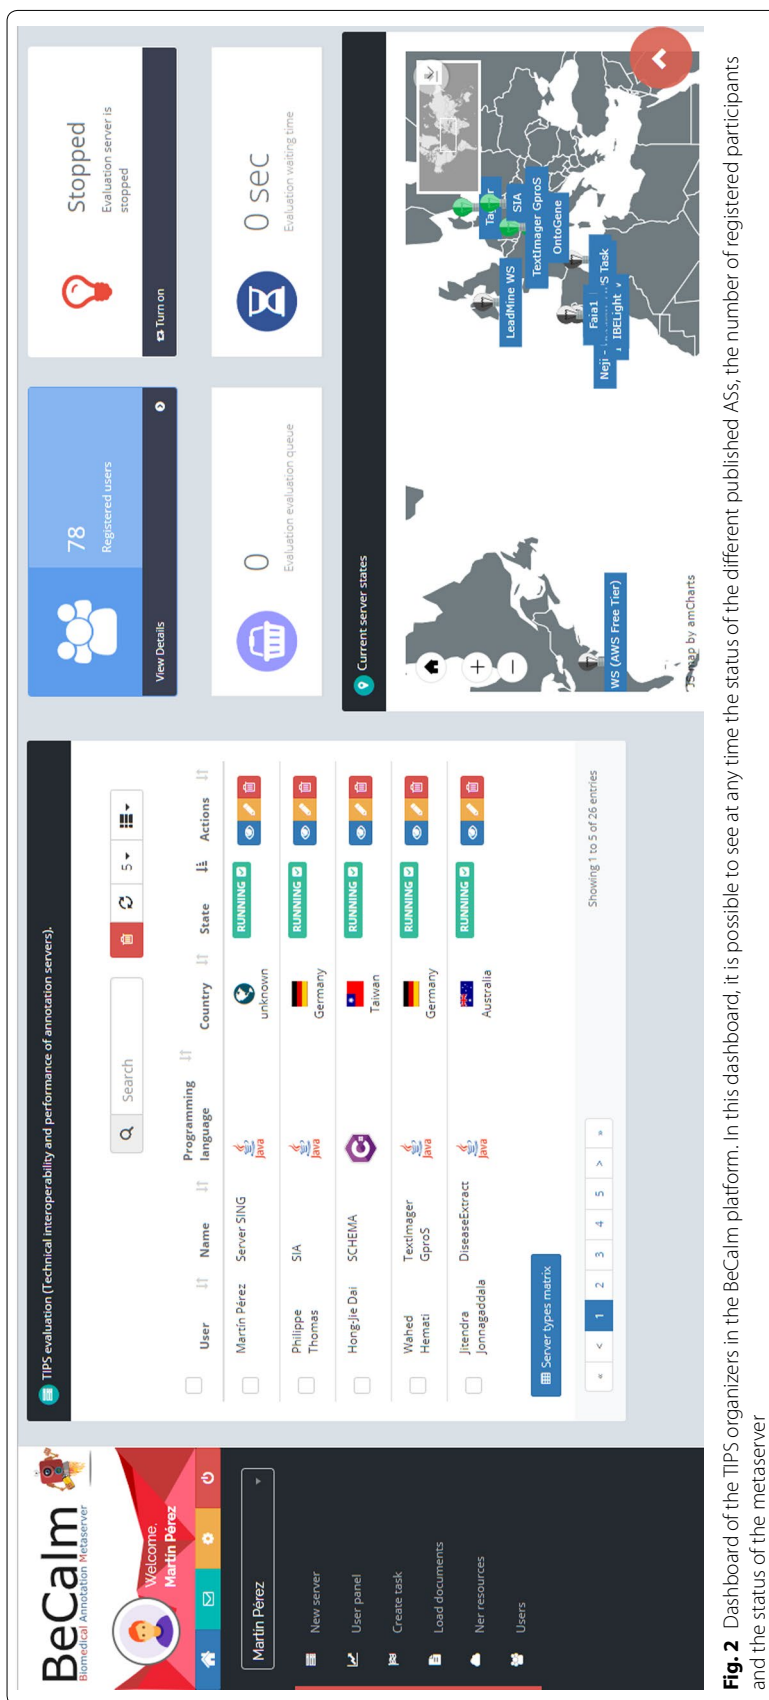 BeCalm
Biomedical Annotation Metaserver
Welcome,
Martín Pérez
Martín Pérez
New server
User panel
Create task
Load documents
Ner resources
Users
TIPS evaluation (Technical interoperability and performance of annotation servers).
Search
5
User Name Programming language Country State Actions
Martín Pérez Server SING Java unknown RUNNING
Philippe Thomas SIA Java Germany RUNNING
Hong-Jie Dai SCHEMA Taiwan RUNNING
Wahed Hemati TextImager GproS Java Germany RUNNING
Jitendra Jonnagaddala DiseaseExtract Java Australia RUNNING
Server types matrix
« < 1 2 3 4 5 > »
Showing 1 to 5 of 26 entries
78
Registered users
View Details
Stopped
Evaluation server is
stopped
Turn on
0
Evaluation evaluation queue
0 sec
Evaluation waiting time
Current server states
WS (AWS Free Tier)
JS map by amCharts
LeadMine WS
SIA
TextImager GproS
OntoGene
Faia1
Neji -
S Task
IBELight
Fig. 2 Dashboard of the TIPS organizers in the BeCalm platform. In this dashboard, it is possible to see at any time the status of the different published ASs, the number of registered participants
and the status of the metaserver